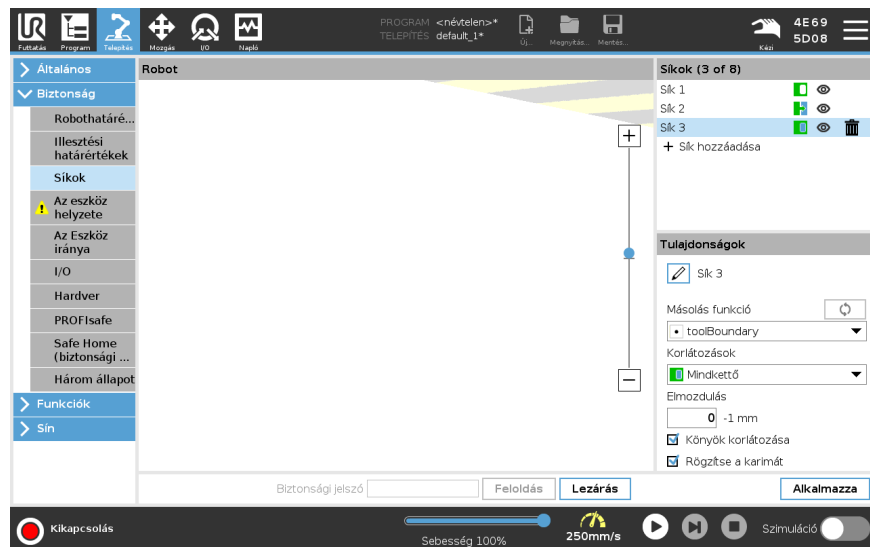 PROGRAM <névtelen>*
TELEPÍTÉS default_1*
4E69
5D08
Futtatás Program Telepítés Mozgás I/O Napló Új... Megnyitás... Mentés... Kézi
Általános
Biztonság
Robothatáré...
Illesztési
határértékek
Síkok
Az eszköz
helyzete
Az Eszköz
iránya
I/O
Hardver
PROFIsafe
Safe Home
(biztonsági ...
Három állapot
Funkciók
Sín
Robot
Síkok (3 of 8)
Sík 1
Sík 2
Sík 3
+ Sík hozzáadása
Tulajdonságok
Sík 3
Másolás funkció
toolBoundary
Korlátozások
Mindkettő
Elmozdulás
0 -1 mm
Könyök korlátozása
Rögzítse a karimát
Biztonsági jelszó Feloldás Lezárás Alkalmazza
Kikapcsolás
Sebesség 100%
250mm/s
Szimuláció